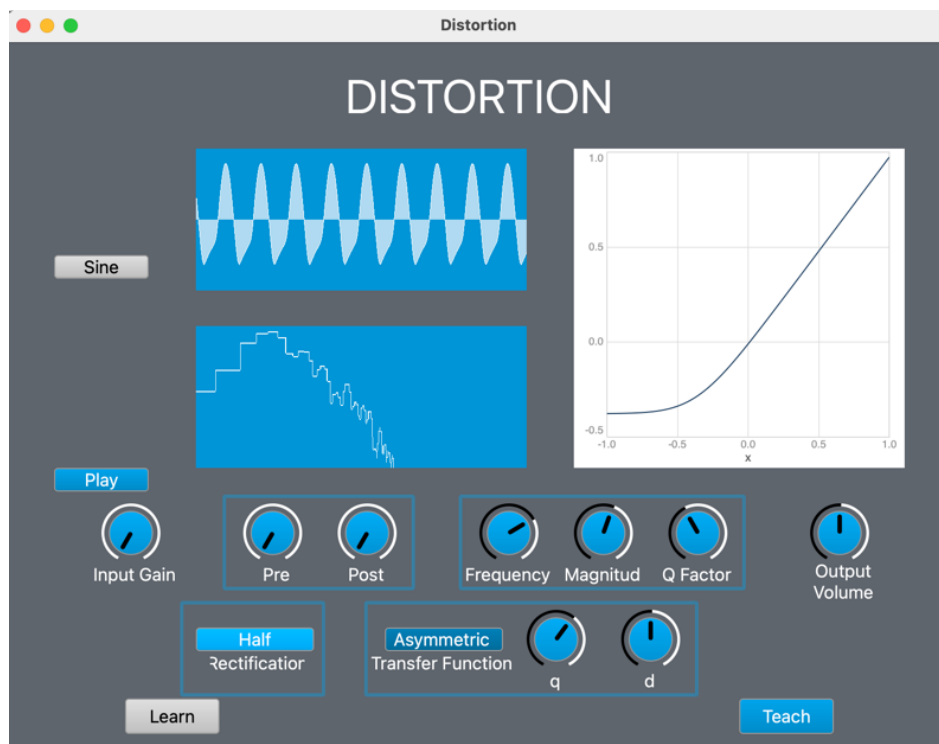 Distortion
DISTORTION
Sine
1.0
0.5
0.0
-0.5
-1.0 -0.5 0.0 0.5 1.0
x
Play
Input Gain
Pre Post
Frequency Magnitud Q Factor
Output
Volume
Half
Rectification
Asymmetric
Transfer Function
q d
Learn
Teach